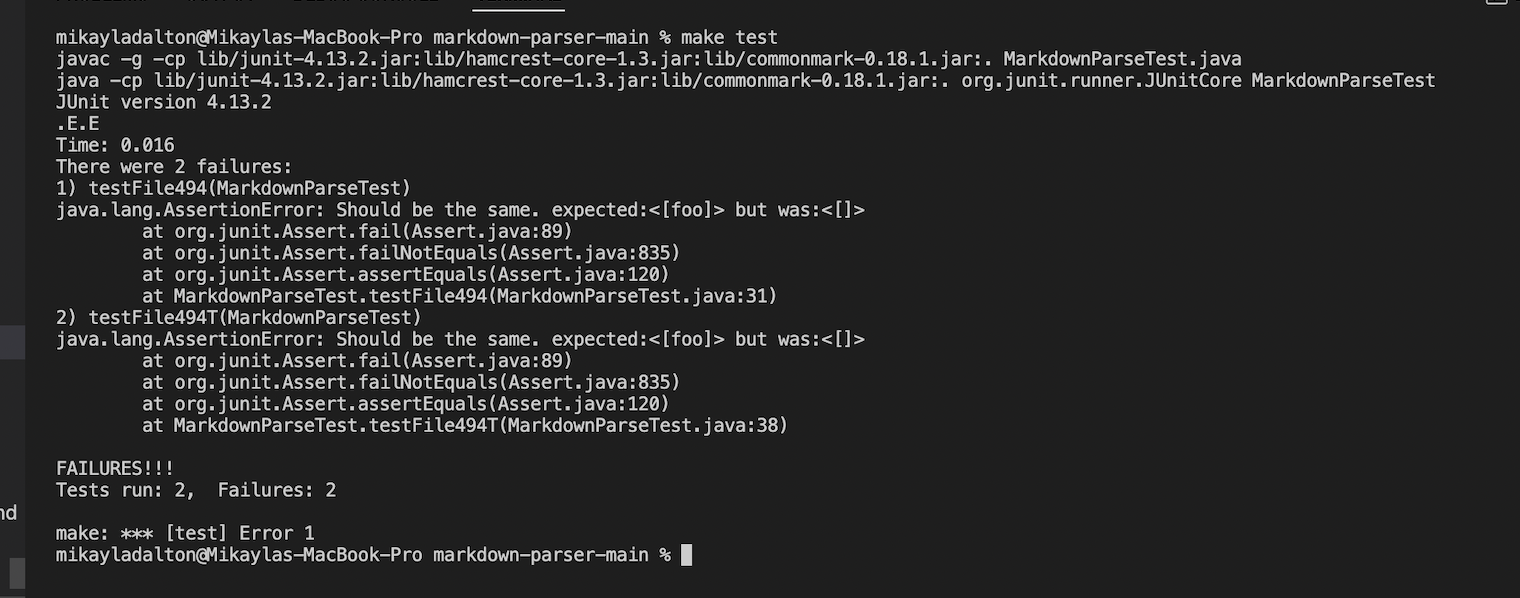 mikayladalton@Mikaylas-MacBook-Pro markdown-parser-main % make test
javac -g -cp lib/junit-4.13.2.jar:lib/hamcrest-core-1.3.jar:lib/commonmark-0.18.1.jar:. MarkdownParseTest.java
java -cp lib/junit-4.13.2.jar:lib/hamcrest-core-1.3.jar:lib/commonmark-0.18.1.jar:. org.junit.runner.JUnitCore MarkdownParseTest
JUnit version 4.13.2
.E.E
Time: 0.016
There were 2 failures:
1) testFile494(MarkdownParseTest)
java.lang.AssertionError: Should be the same. expected:<[foo]> but was:<[]>
        at org.junit.Assert.fail(Assert.java:89)
        at org.junit.Assert.failNotEquals(Assert.java:835)
        at org.junit.Assert.assertEquals(Assert.java:120)
        at MarkdownParseTest.testFile494(MarkdownParseTest.java:31)
2) testFile494T(MarkdownParseTest)
java.lang.AssertionError: Should be the same. expected:<[foo]> but was:<[]>
        at org.junit.Assert.fail(Assert.java:89)
        at org.junit.Assert.failNotEquals(Assert.java:835)
        at org.junit.Assert.assertEquals(Assert.java:120)
        at MarkdownParseTest.testFile494T(MarkdownParseTest.java:38)
FAILURES!!!
Tests run: 2,  Failures: 2
nd
make: *** [test] Error 1
mikayladalton@Mikaylas-MacBook-Pro markdown-parser-main %